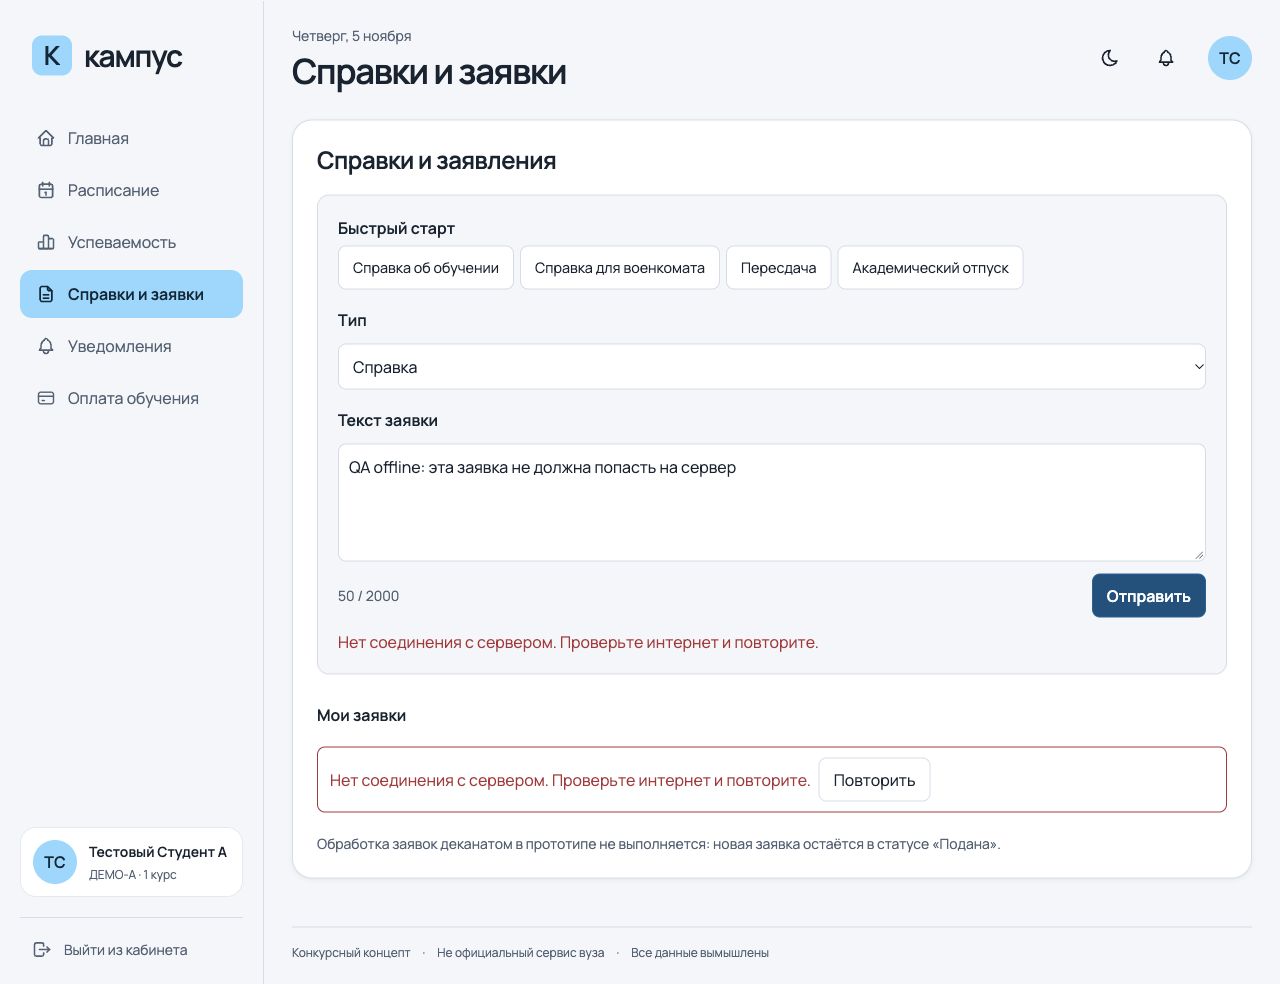 К кампус
Главная
Расписание
Успеваемость
Справки и заявки
Уведомления
Оплата обучения
ТС
Тестовый Студент А
ДЕМО-А · 1 курс
Выйти из кабинета
Четверг, 5 ноября
Справки и заявки
ТС
Справки и заявления
Быстрый старт
Справка об обучении
Справка для военкомата
Пересдача
Академический отпуск
Тип
Справка
Текст заявки
QA offline: эта заявка не должна попасть на сервер
50 / 2000
Отправить
Нет соединения с сервером. Проверьте интернет и повторите.
Мои заявки
Нет соединения с сервером. Проверьте интернет и повторите.
Повторить
Обработка заявок деканатом в прототипе не выполняется: новая заявка остаётся в статусе «Подана».
Конкурсный концепт · Не официальный сервис вуза · Все данные вымышлены